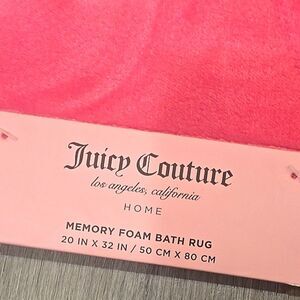 Juicy Couture
los angeles, california
HOME
MEMORY FOAM BATH RUG
20 IN X 32 IN / 50 CM X 80 CM